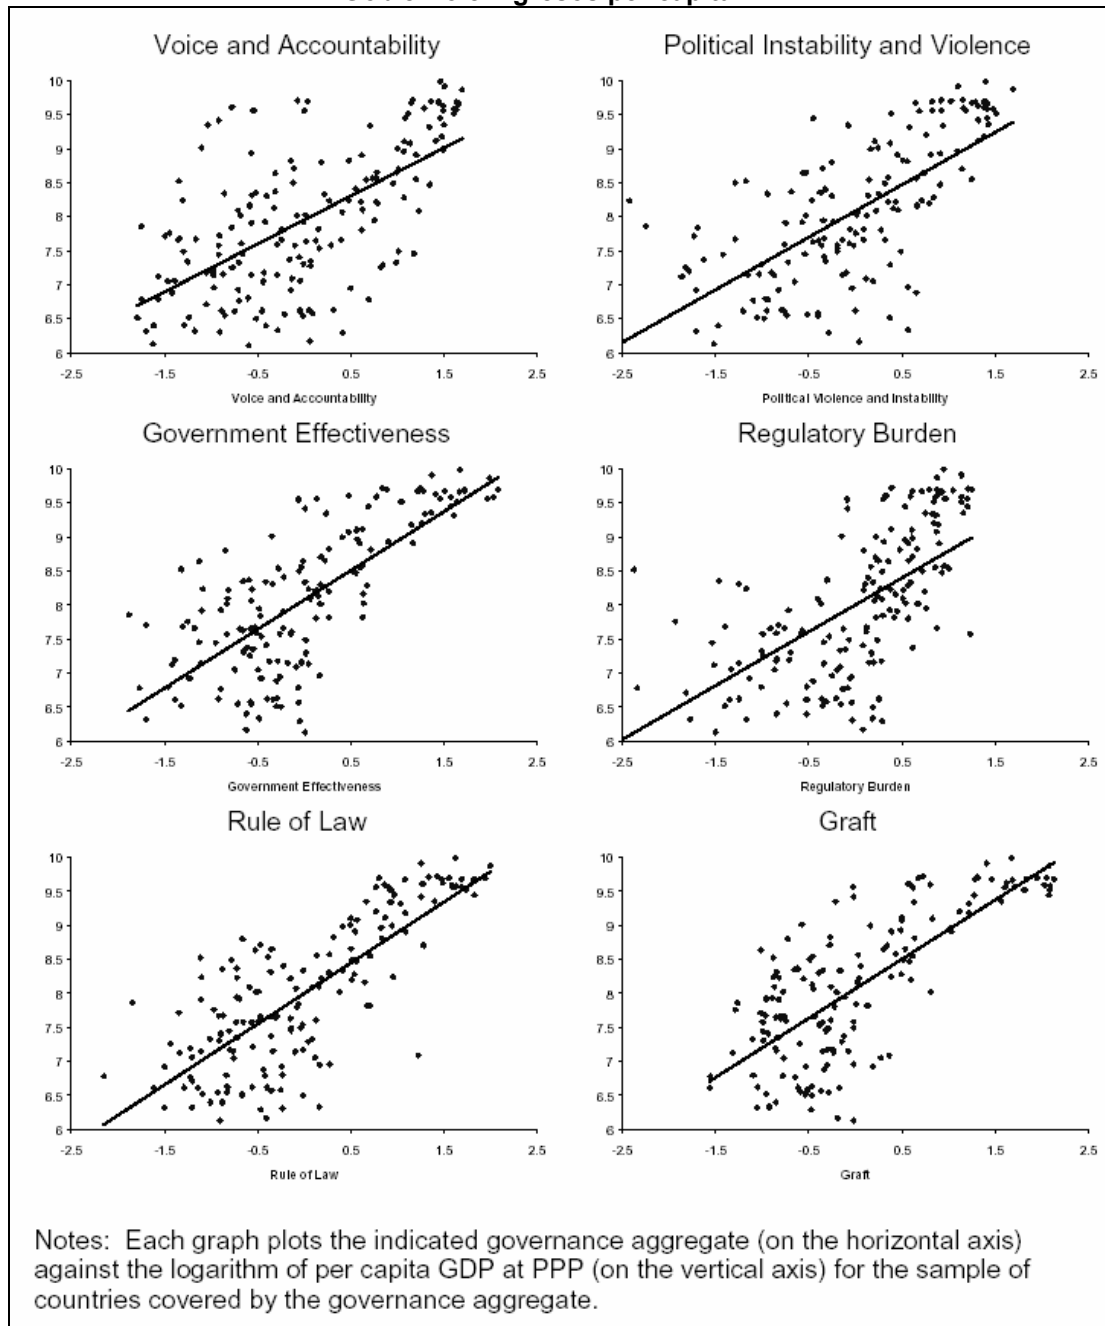 ingresos per
Voice and Accountability
10
9.5
9
8.5
8
7.5
7
6.5
6
-2.5 -1.5 -0.5 0.5 1.5 2.5
Voice and Accountability
Political Instability and Violence
10
9.5
9
8.5
8
7.5
7
6.5
6
-2.5 -1.5 -0.5 0.5 1.5 2.5
Political Violence and Instability
Government Effectiveness
10
9.5
9
8.5
8
7.5
7
6.5
6
-2.5 -1.5 -0.5 0.5 1.5 2.5
Government Effectiveness
Regulatory Burden
10
9.5
9
8.5
8
7.5
7
6.5
6
-2.5 -1.5 -0.5 0.5 1.5 2.5
Regulatory Burden
Rule of Law
10
9.5
9
8.5
8
7.5
7
6.5
6
-2.5 -1.5 -0.5 0.5 1.5 2.5
Rule of Law
Graft
10
9.5
9
8.5
8
7.5
7
6.5
6
-2.5 -1.5 -0.5 0.5 1.5 2.5
Graft
Notes: Each graph plots the indicated governance aggregate (on the horizontal axis)
against the logarithm of per capita GDP at PPP (on the vertical axis) for the sample of
countries covered by the governance aggregate.